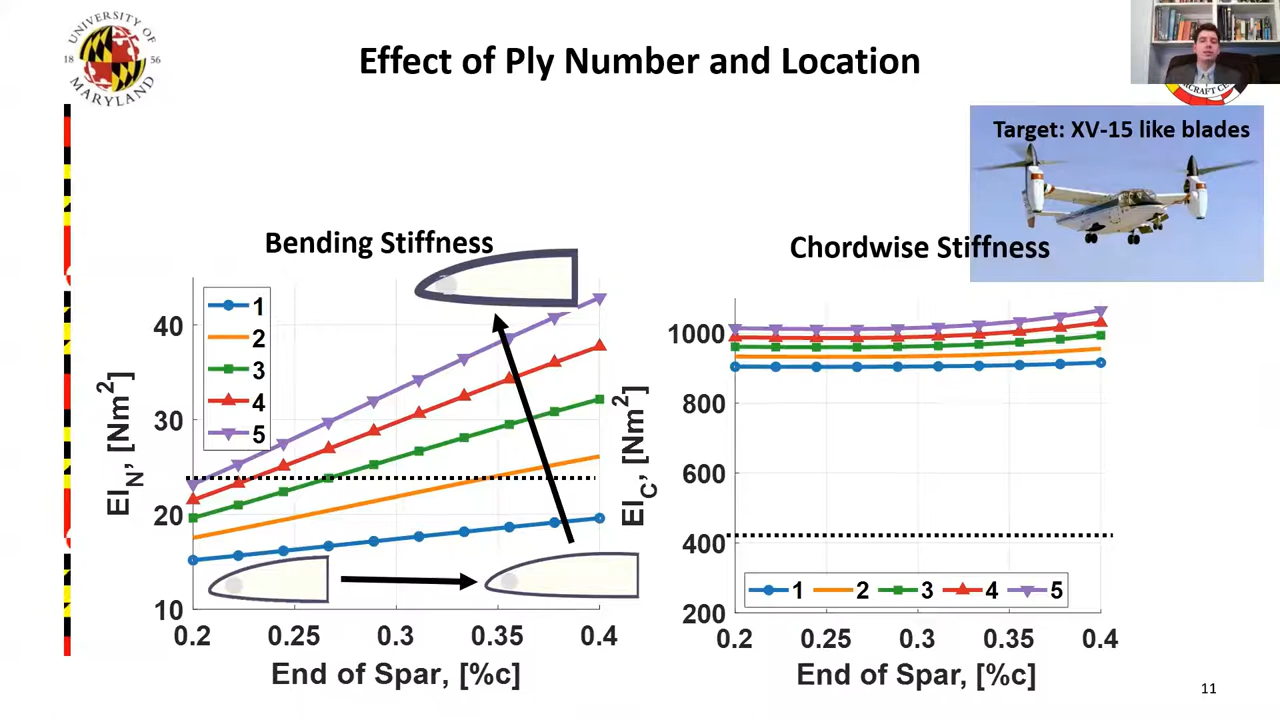 UNIVERSITY OF
18 56
MARYLAND
Effect of Ply Number and Location
Target: XV-15 like blades
Bending Stiffness
1
2
3
4
5
40
30
20
10
EI_N, [Nm²]
0.2 0.25 0.3 0.35 0.4
End of Spar, [%c]
Chordwise Stiffness
1000
800
600
400
200
EI_C, [Nm²]
1 2 3 4 5
0.2 0.25 0.3 0.35 0.4
End of Spar, [%c]
11